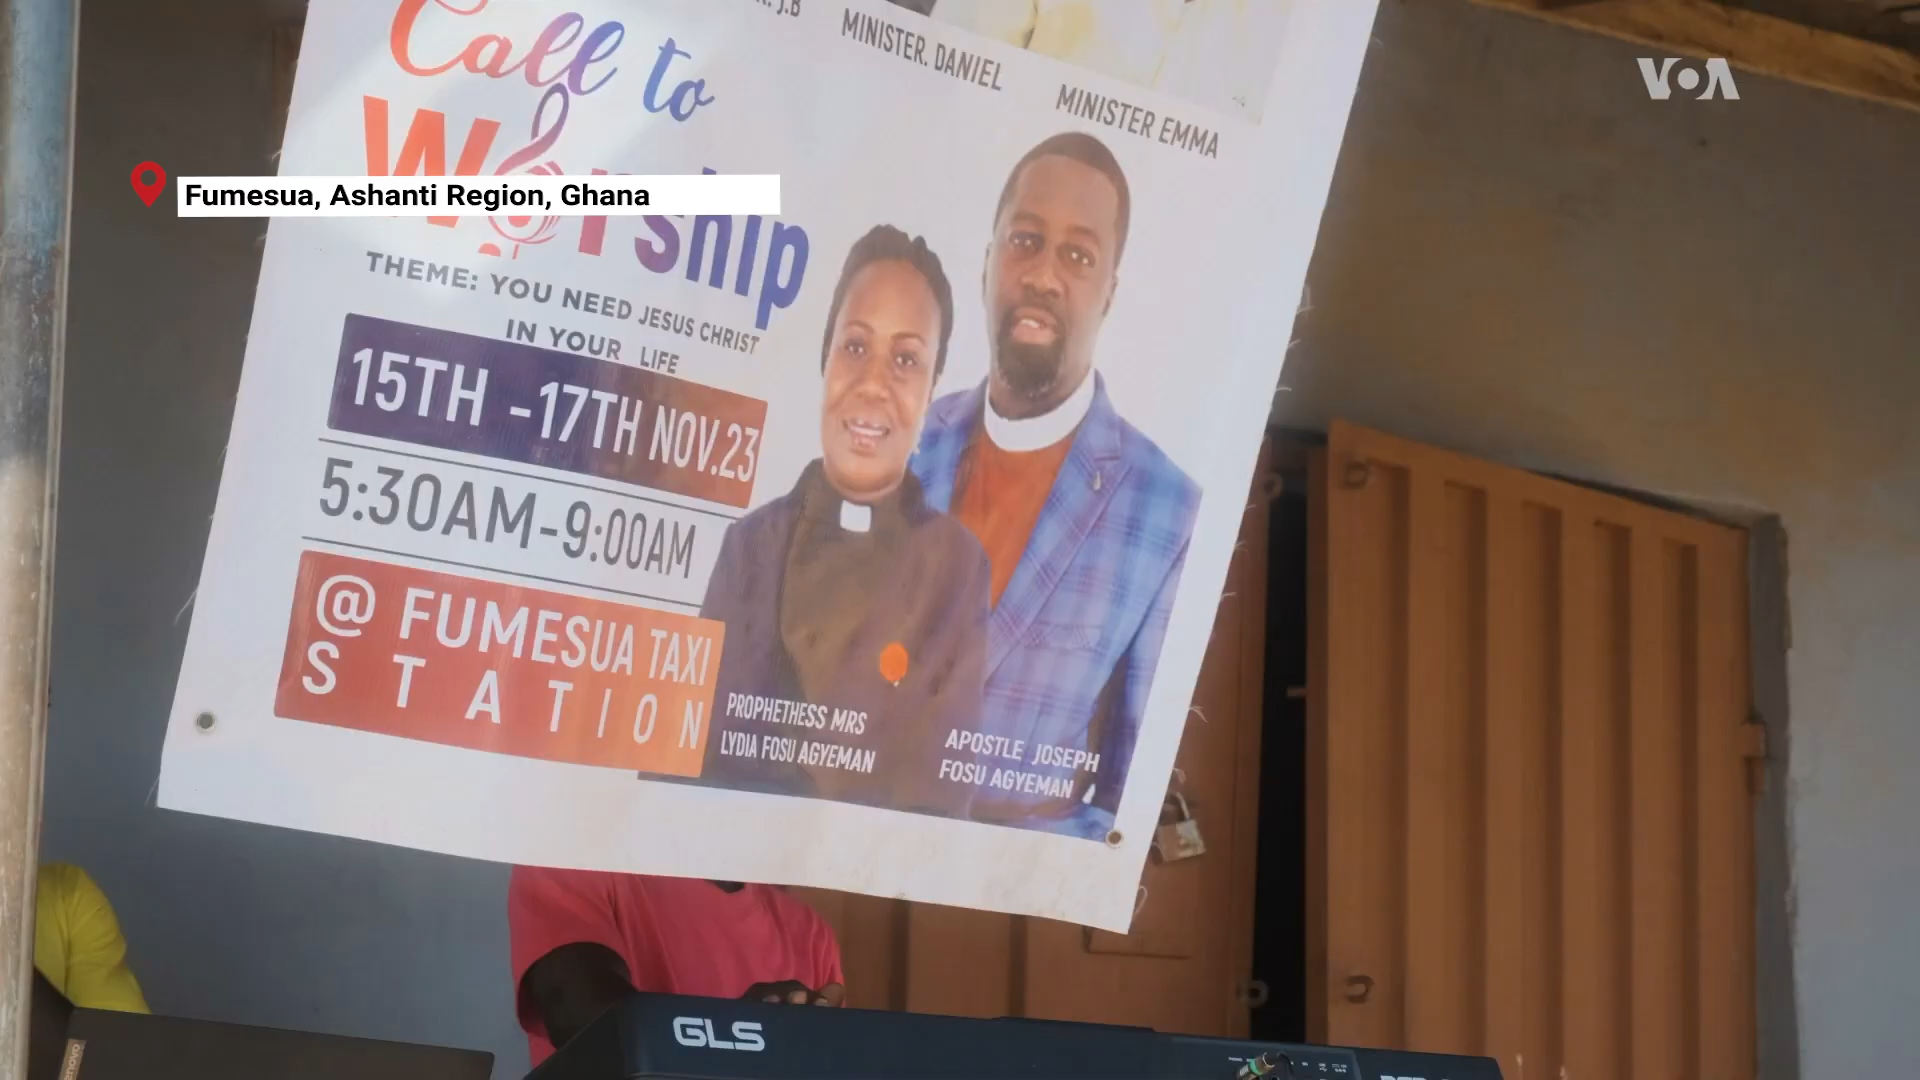 VOA
MINISTER. DANIEL
MINISTER EMMA
Call to
Worship
Fumesua, Ashanti Region, Ghana
THEME: YOU NEED JESUS CHRIST
IN YOUR LIFE
15TH -17TH NOV.23
5:30AM-9:00AM
@ FUMESUA TAXI
STATION
PROPHETHESS MRS
LYDIA FOSU AGYEMAN
APOSTLE JOSEPH
FOSU AGYEMAN
GLS